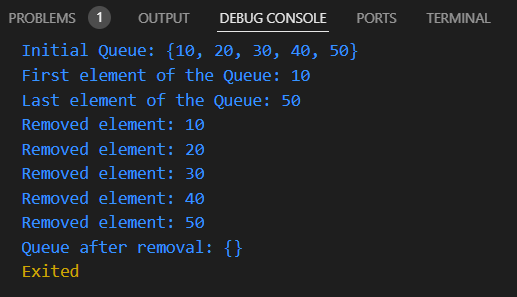 PROBLEMS 1 OUTPUT DEBUG CONSOLE PORTS TERMINAL
Initial Queue: {10, 20, 30, 40, 50}
First element of the Queue: 10
Last element of the Queue: 50
Removed element: 10
Removed element: 20
Removed element: 30
Removed element: 40
Removed element: 50
Queue after removal: {}
Exited